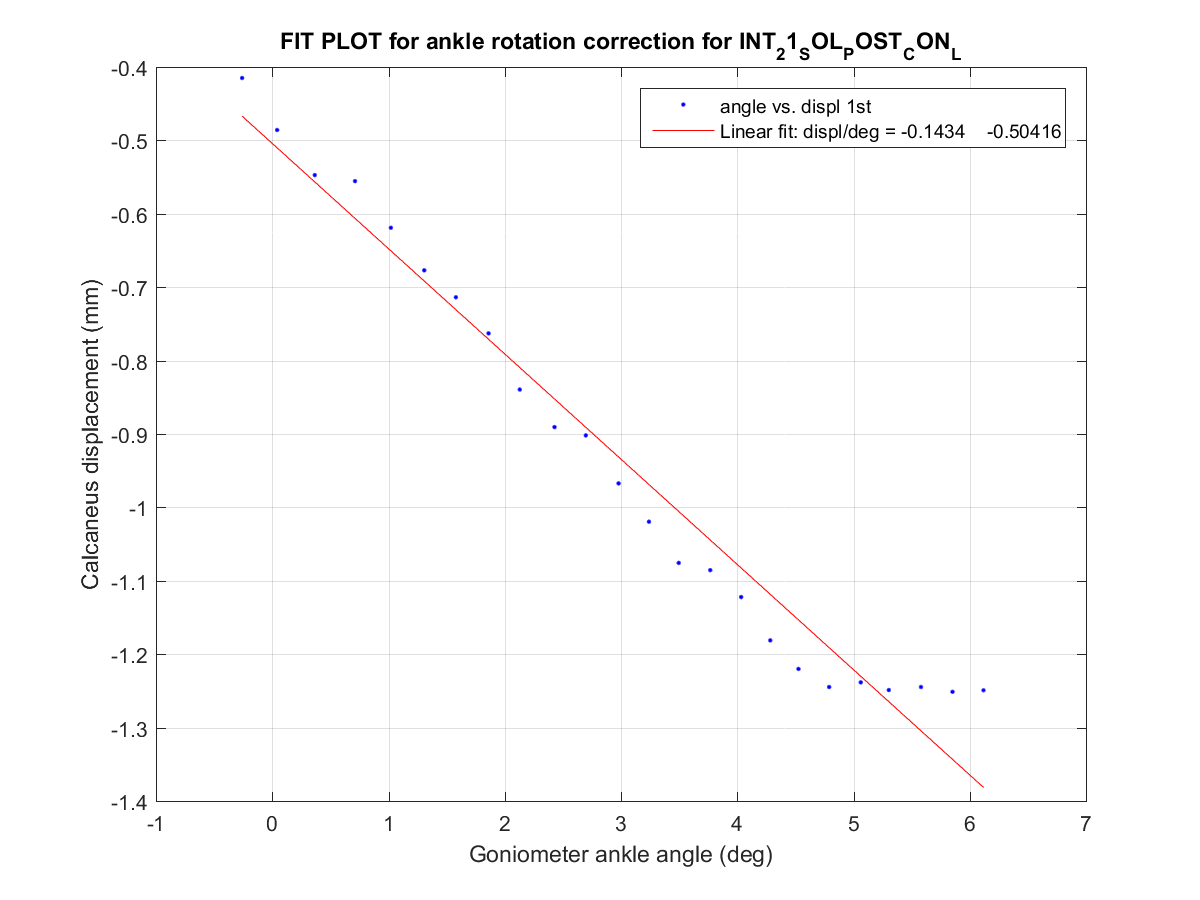 FIT PLOT for ankle rotation correction for INT₂1ₛOLₚOST_CON_L
angle vs. displ 1st
Linear fit: displ/deg = -0.1434 -0.50416
-0.4
-0.5
-0.6
-0.7
-0.8
-0.9
-1
-1.1
-1.2
-1.3
-1.4
Calcaneus displacement (mm)
-1 0 1 2 3 4 5 6 7
Goniometer ankle angle (deg)